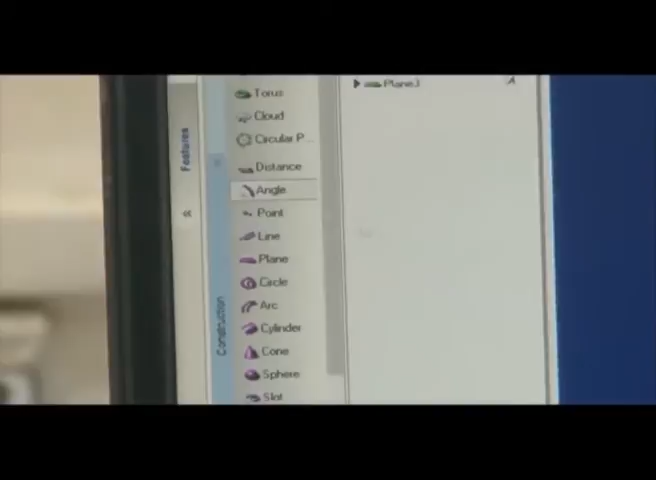 Torus
Cloud
Circular P...
Distance
Angle
Point
Line
Plane
Circle
Arc
Cylinder
Cone
Sphere
Slot
Features
«
Construction
Plane3